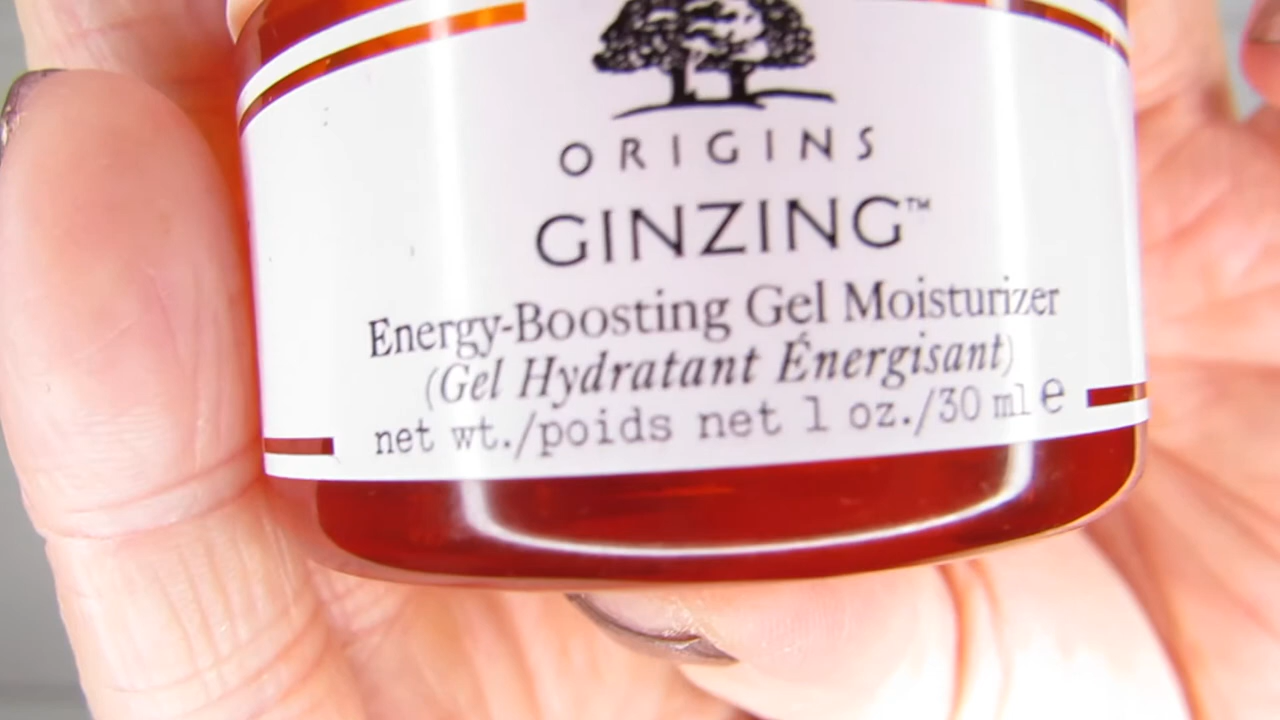 ORIGINS
GINZING™
Energy-Boosting Gel Moisturizer
(Gel Hydratant Énergisant)
net wt./poids net 1 oz./30 ml e